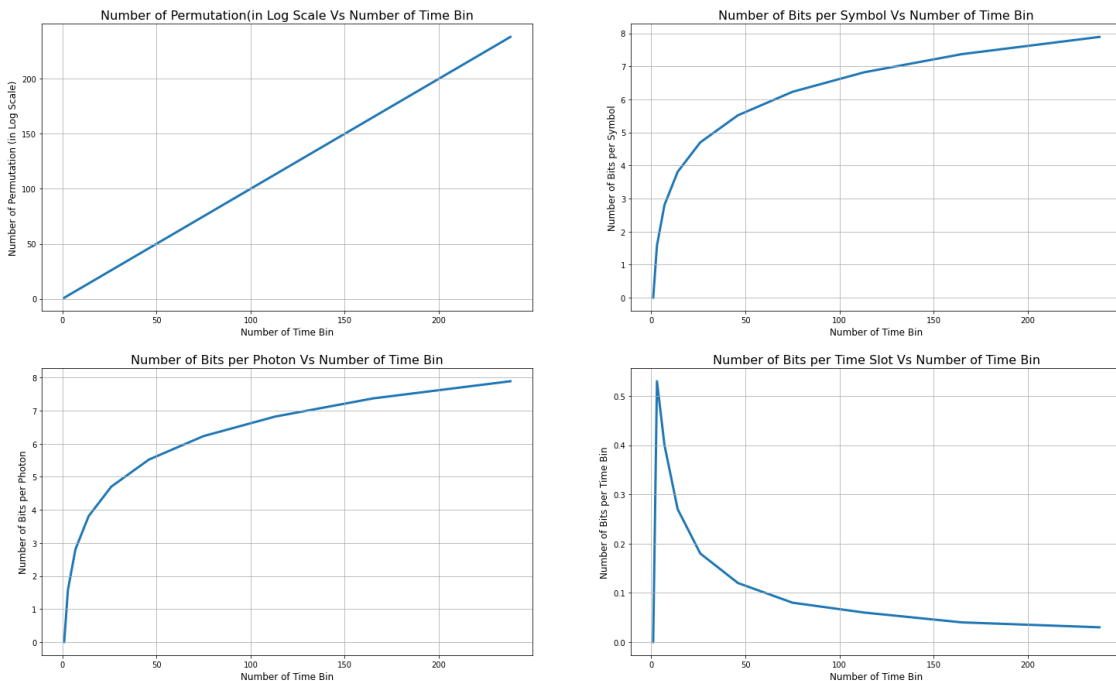 Number of Permutation(in Log Scale Vs Number of Time Bin
Number of Permutation (in Log Scale)
200
150
100
50
0
0 50 100 150 200
Number of Time Bin
Number of Bits per Symbol Vs Number of Time Bin
Number of Bits per Symbol
8
7
6
5
4
3
2
1
0
0 50 100 150 200
Number of Time Bin
Number of Bits per Photon Vs Number of Time Bin
Number of Bits per Photon
8
7
6
5
4
3
2
1
0
0 50 100 150 200
Number of Time Bin
Number of Bits per Time Slot Vs Number of Time Bin
Number of Bits per Time Bin
0.5
0.4
0.3
0.2
0.1
0.0
0 50 100 150 200
Number of Time Bin